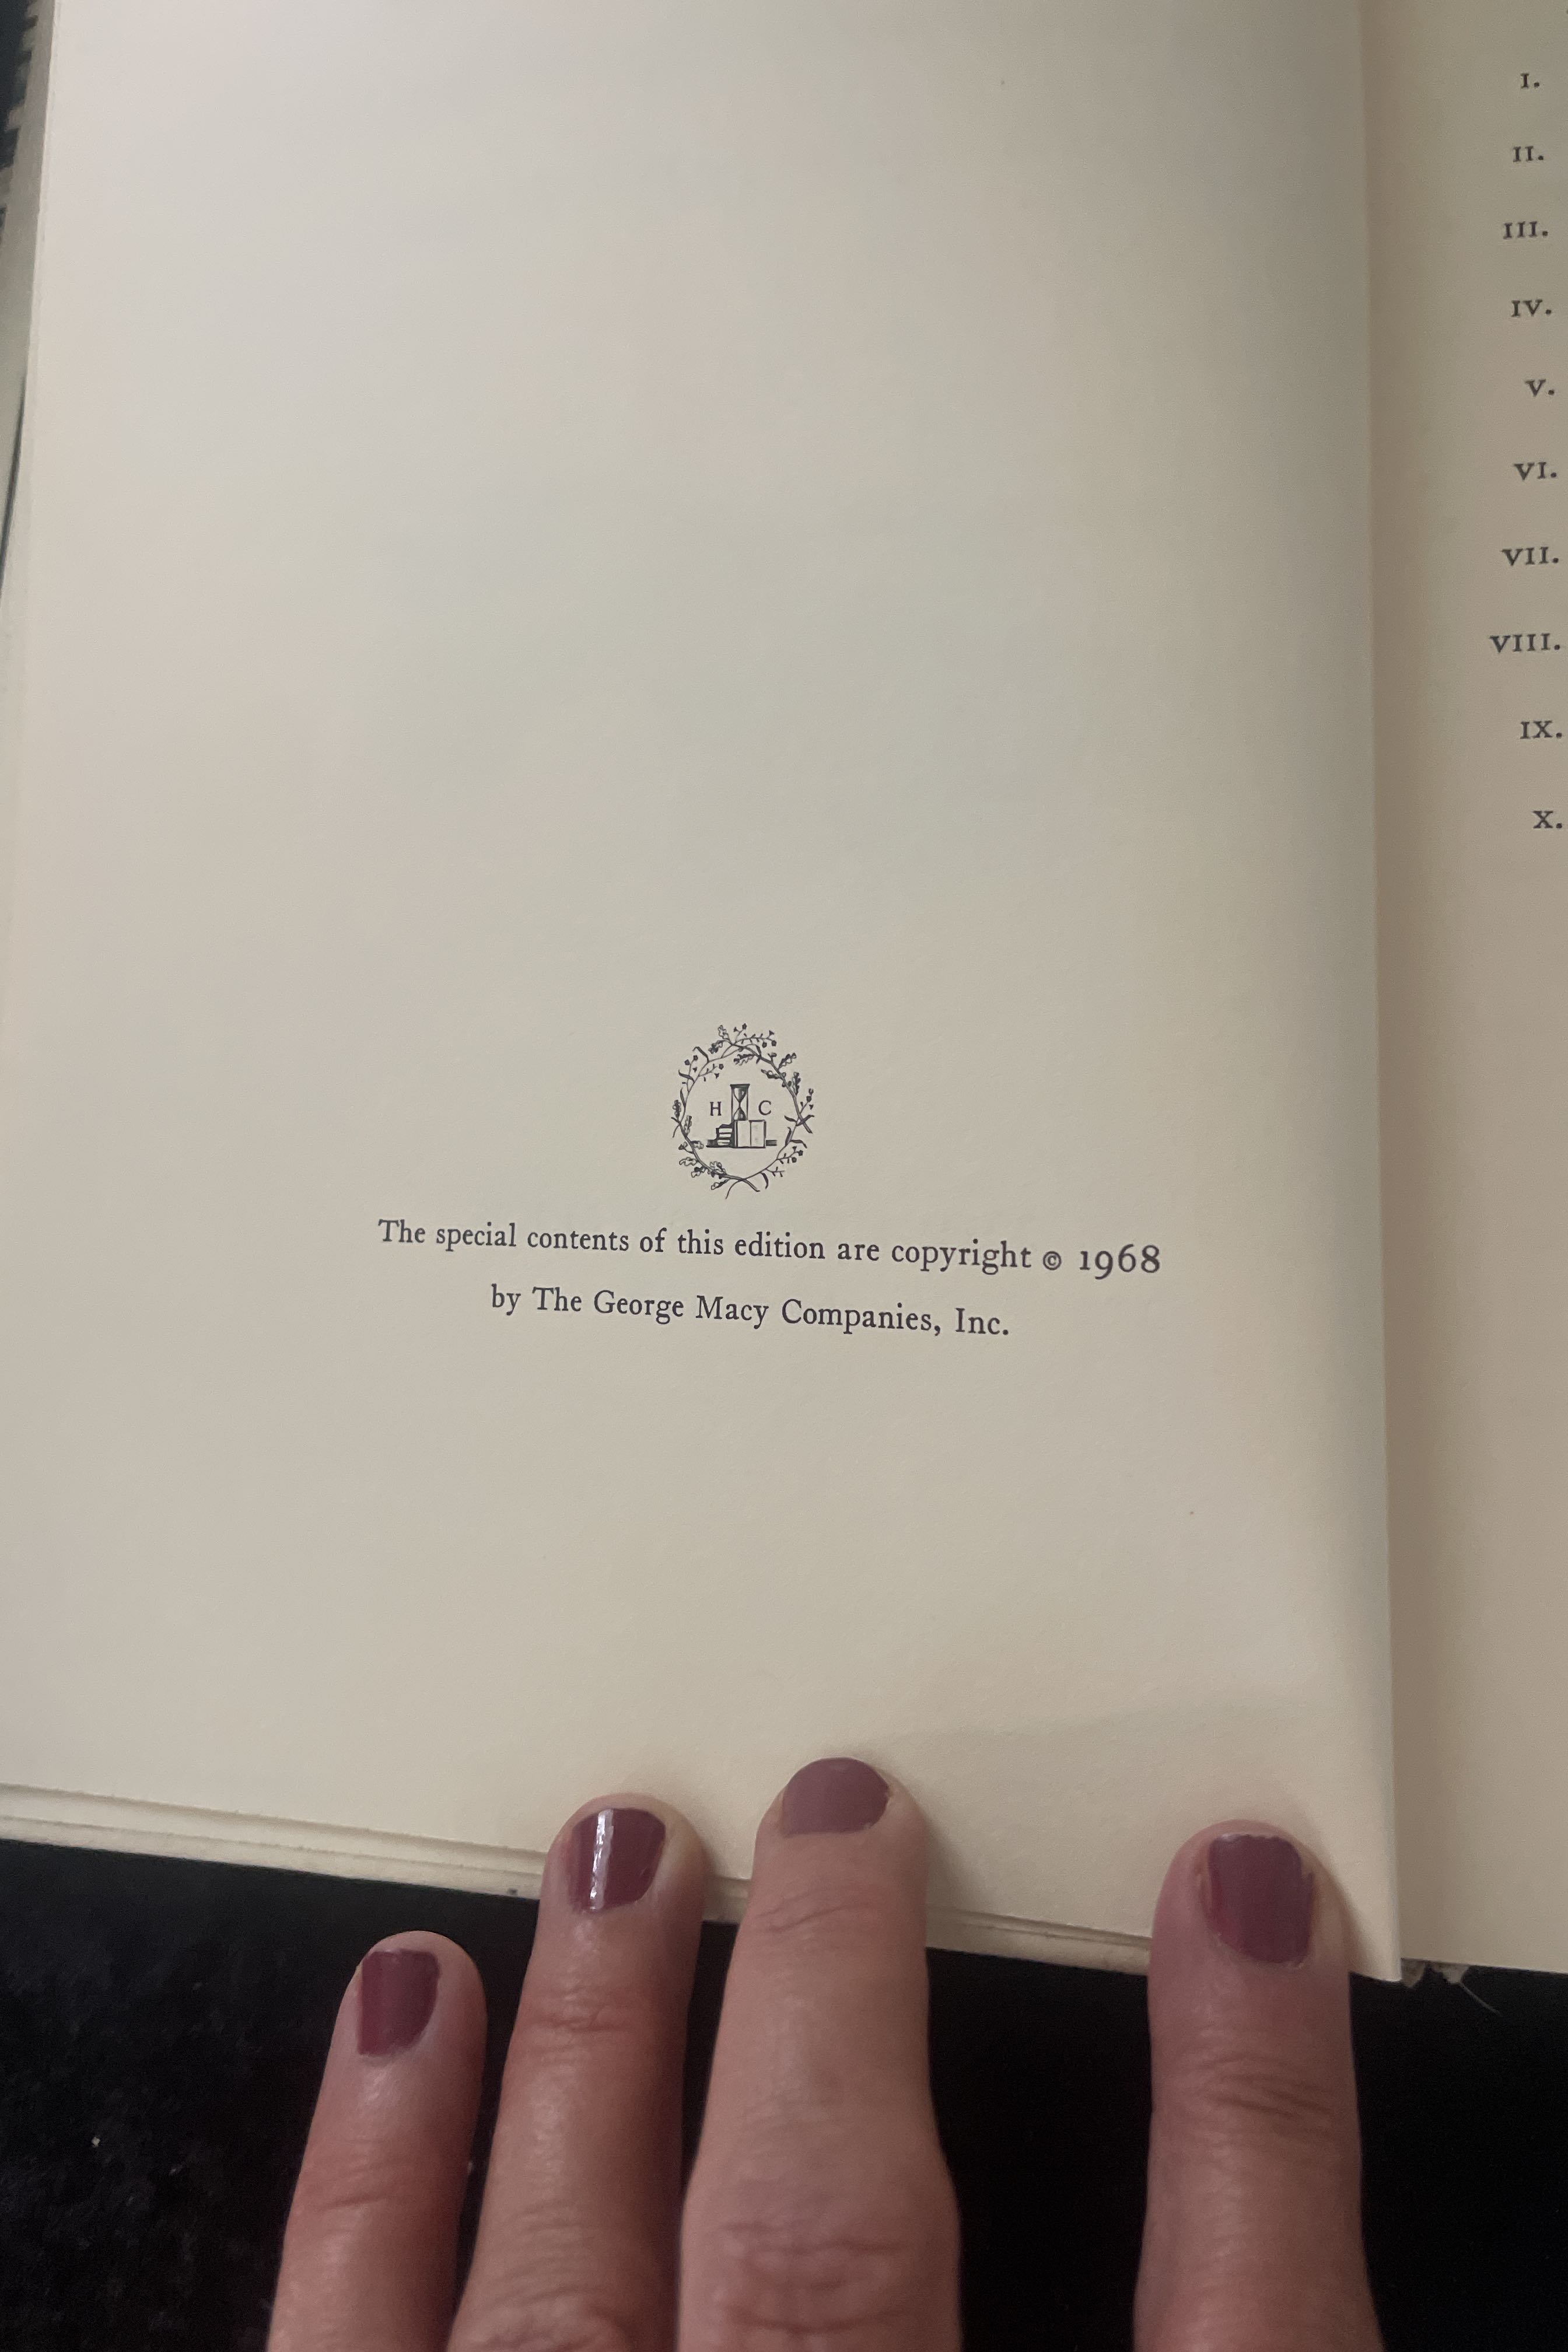 H C
The special contents of this edition are copyright © 1968
by The George Macy Companies, Inc.
I.
II.
III.
IV.
V.
VI.
VII.
VIII.
IX.
X.